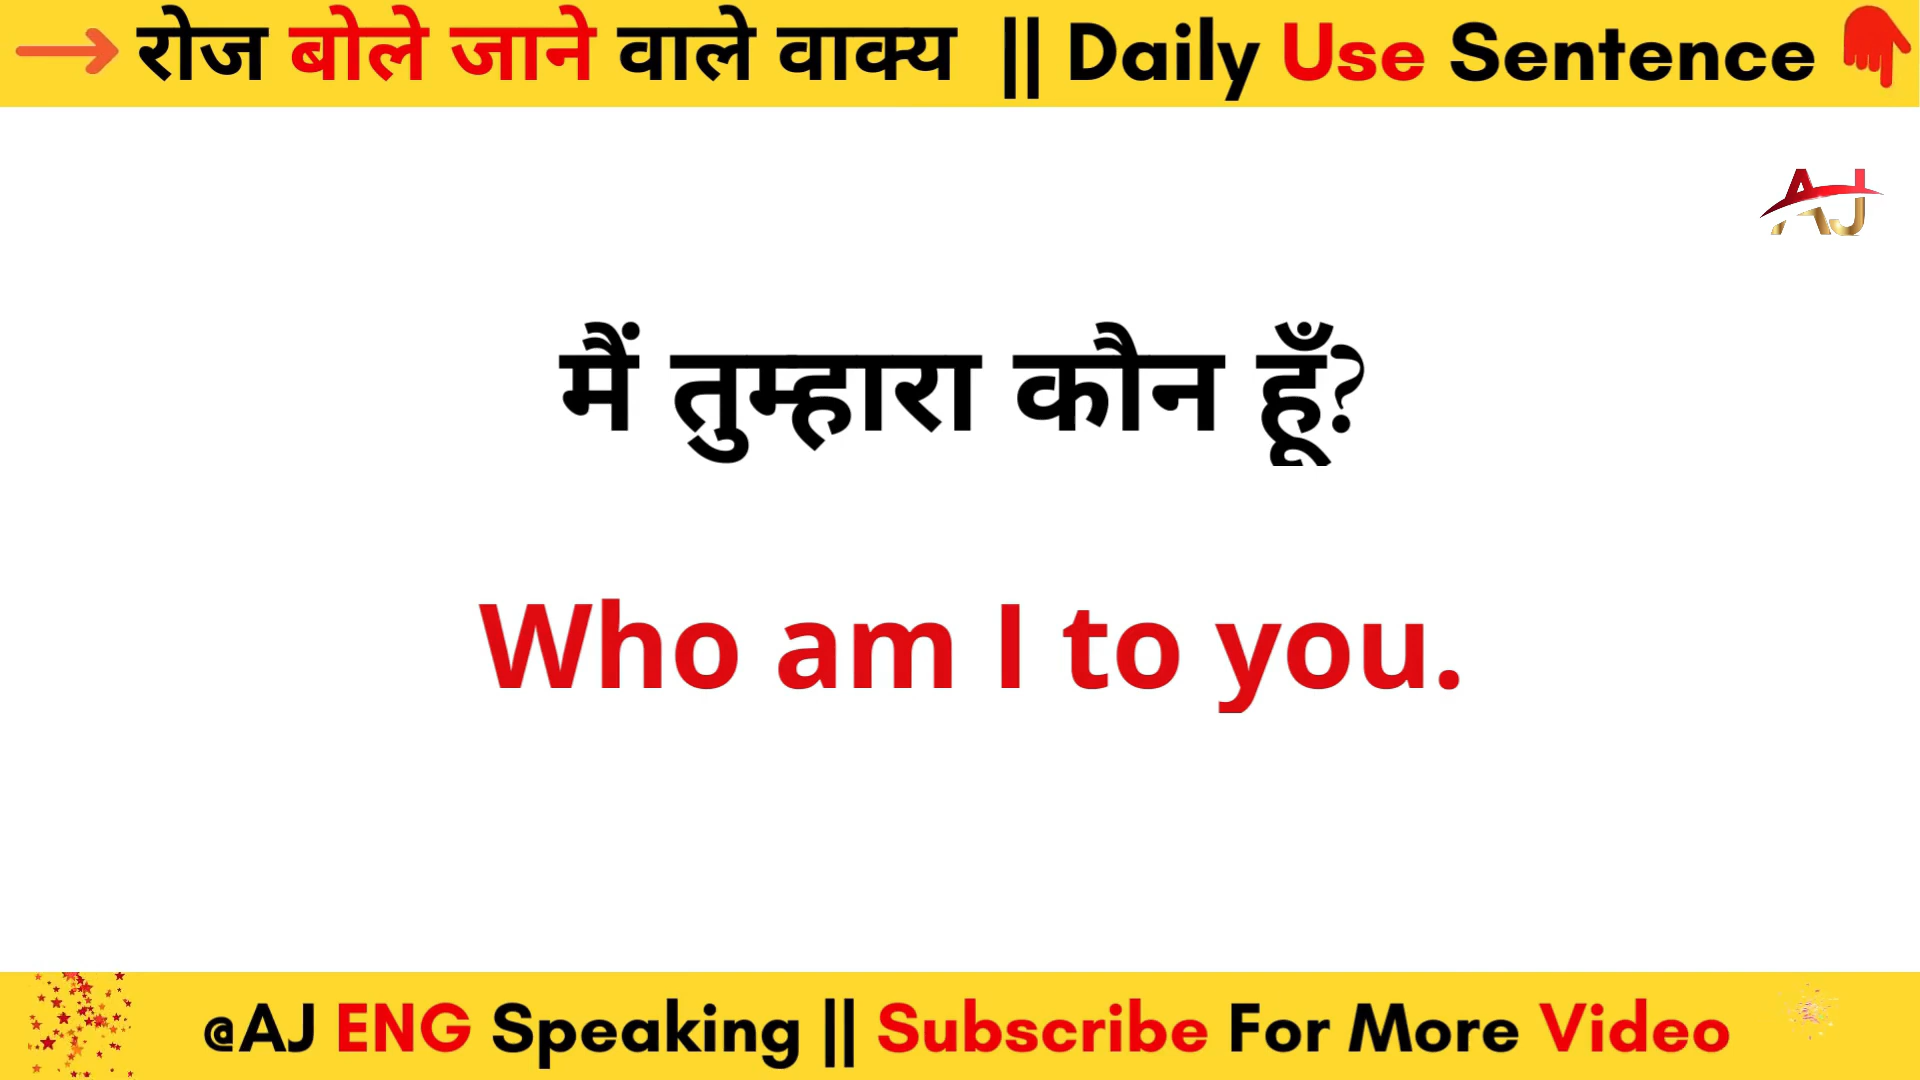 रोज बोले जाने वाले वाक्य || Daily Use Sentence
AJ
मैं तुम्हारा कौन हूँ?
Who am I to you.
@AJ ENG Speaking || Subscribe For More Video